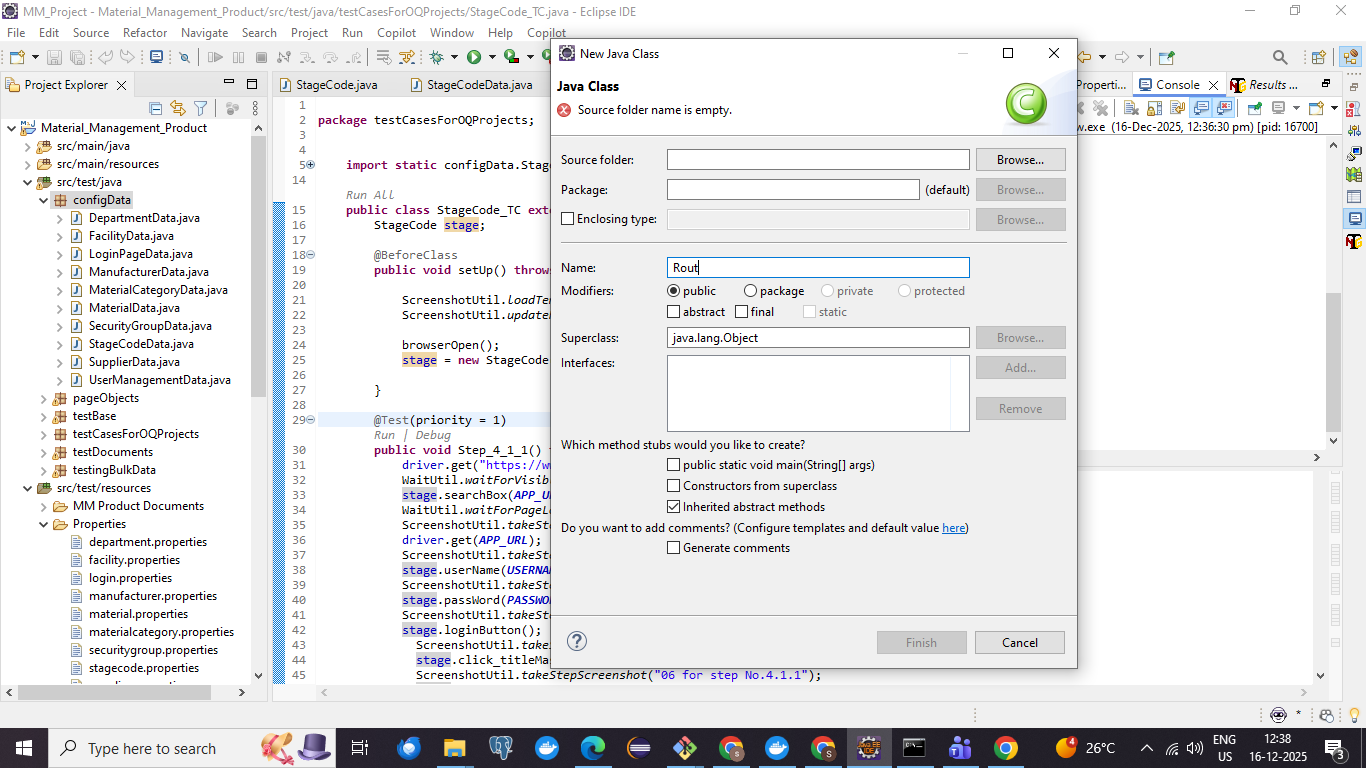 MM_Project - Material_Management_Product/src/test/java/testCasesForOQProjects/StageCode_TC.java - Eclipse IDE
File Edit Source Refactor Navigate Search Project Run Copilot Window Help Copilot
Project Explorer
Material_Management_Product
src/main/java
src/main/resources
src/test/java
configData
DepartmentData.java
FacilityData.java
LoginPageData.java
ManufacturerData.java
MaterialCategoryData.java
MaterialData.java
SecurityGroupData.java
StageCodeData.java
SupplierData.java
UserManagementData.java
pageObjects
testBase
testCasesForOQProjects
testDocuments
testingBulkData
src/test/resources
MM Product Documents
Properties
department.properties
facility.properties
login.properties
manufacturer.properties
material.properties
materialcategory.properties
securitygroup.properties
stagecode.properties
StageCode.java
StageCodeData.java
1
2 package testCasesForOQProjects;
3
4
5 import static configData.Stag
14
Run All
15 public class StageCode_TC ext
16 StageCode stage;
17
18 @BeforeClass
19 public void setUp() throws
20
21 ScreenshotUtil.loadTe
22 ScreenshotUtil.update
23
24 browserOpen();
25 stage = new StageCode
26
27 }
28
29 @Test(priority = 1)
Run | Debug
30 public void Step_4_1_1()
31 driver.get("https://w
32 WaitUtil.waitForVisib
33 stage.searchBox(APP_U
34 WaitUtil.waitForPageL
35 ScreenshotUtil.takeSt
36 driver.get(APP_URL);
37 ScreenshotUtil.takeSt
38 stage.userName(USERNA
39 ScreenshotUtil.takeSt
40 stage.passWord(PASSWO
41 ScreenshotUtil.takeSt
42 stage.loginButton();
43 ScreenshotUtil.take
44 stage.click_titleMa
45 ScreenshotUtil.takeStepScreenshot("06 for step No.4.1.1");
New Java Class
Java Class
Source folder name is empty.
Source folder: Browse...
Package: (default) Browse...
Enclosing type: Browse...
Name: Rout
Modifiers: public package private protected
abstract final static
Superclass: java.lang.Object Browse...
Interfaces: Add...
Remove
Which method stubs would you like to create?
public static void main(String[] args)
Constructors from superclass
Inherited abstract methods
Do you want to add comments? (Configure templates and default value here)
Generate comments
Finish Cancel
Properti... Console Results ...
w.exe (16-Dec-2025, 12:36:30 pm) [pid: 16700]
Type here to search
26°C
ENG
US
12:38
16-12-2025
3